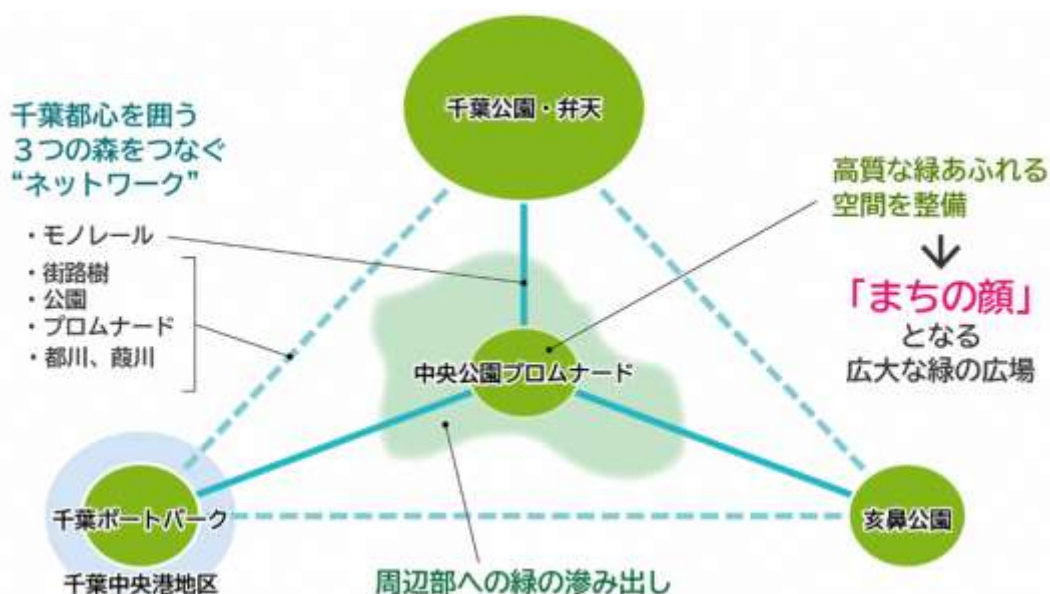 千葉公園・弁天
千葉都心を囲う
３つの森をつなぐ
“ネットワーク”
・モノレール
・街路樹
・公園
・プロムナード
・都川、葭川
高質な緑あふれる
空間を整備
↓
「まちの顔」
となる
広大な緑の広場
中央公園プロムナード
千葉ポートパーク
千葉中央港地区
亥鼻公園
周辺部への緑の滲み出し